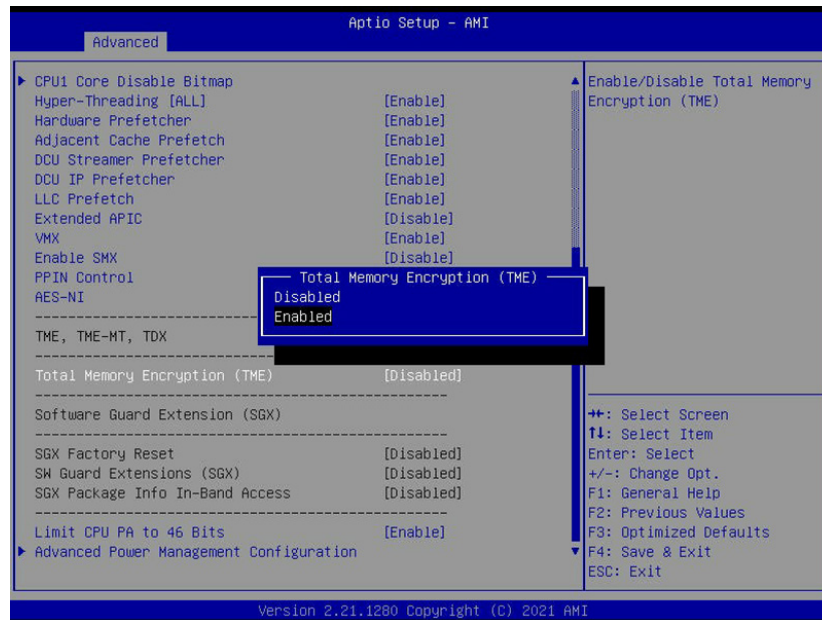 Aptio Setup - AMI
Advanced
CPU1 Core Disable Bitmap
Hyper-Threading [ALL] [Enable]
Hardware Prefetcher [Enable]
Adjacent Cache Prefetch [Enable]
DCU Streamer Prefetcher [Enable]
DCU IP Prefetcher [Enable]
LLC Prefetch [Enable]
Extended APIC [Disable]
VMX [Enable]
Enable SMX [Disable]
PPIN Control
AES-NI
TME, TME-MT, TDX
Total Memory Encryption (TME) [Disabled]
Software Guard Extension (SGX)
SGX Factory Reset [Disabled]
SW Guard Extensions (SGX) [Disabled]
SGX Package Info In-Band Access [Disabled]
Limit CPU PA to 46 Bits [Enable]
Advanced Power Management Configuration
Total Memory Encryption (TME)
Disabled
Enabled
Enable/Disable Total Memory
Encryption (TME)
→←: Select Screen
↑↓: Select Item
Enter: Select
+/-: Change Opt.
F1: General Help
F2: Previous Values
F3: Optimized Defaults
F4: Save & Exit
ESC: Exit
Version 2.21.1280 Copyright (C) 2021 AMI